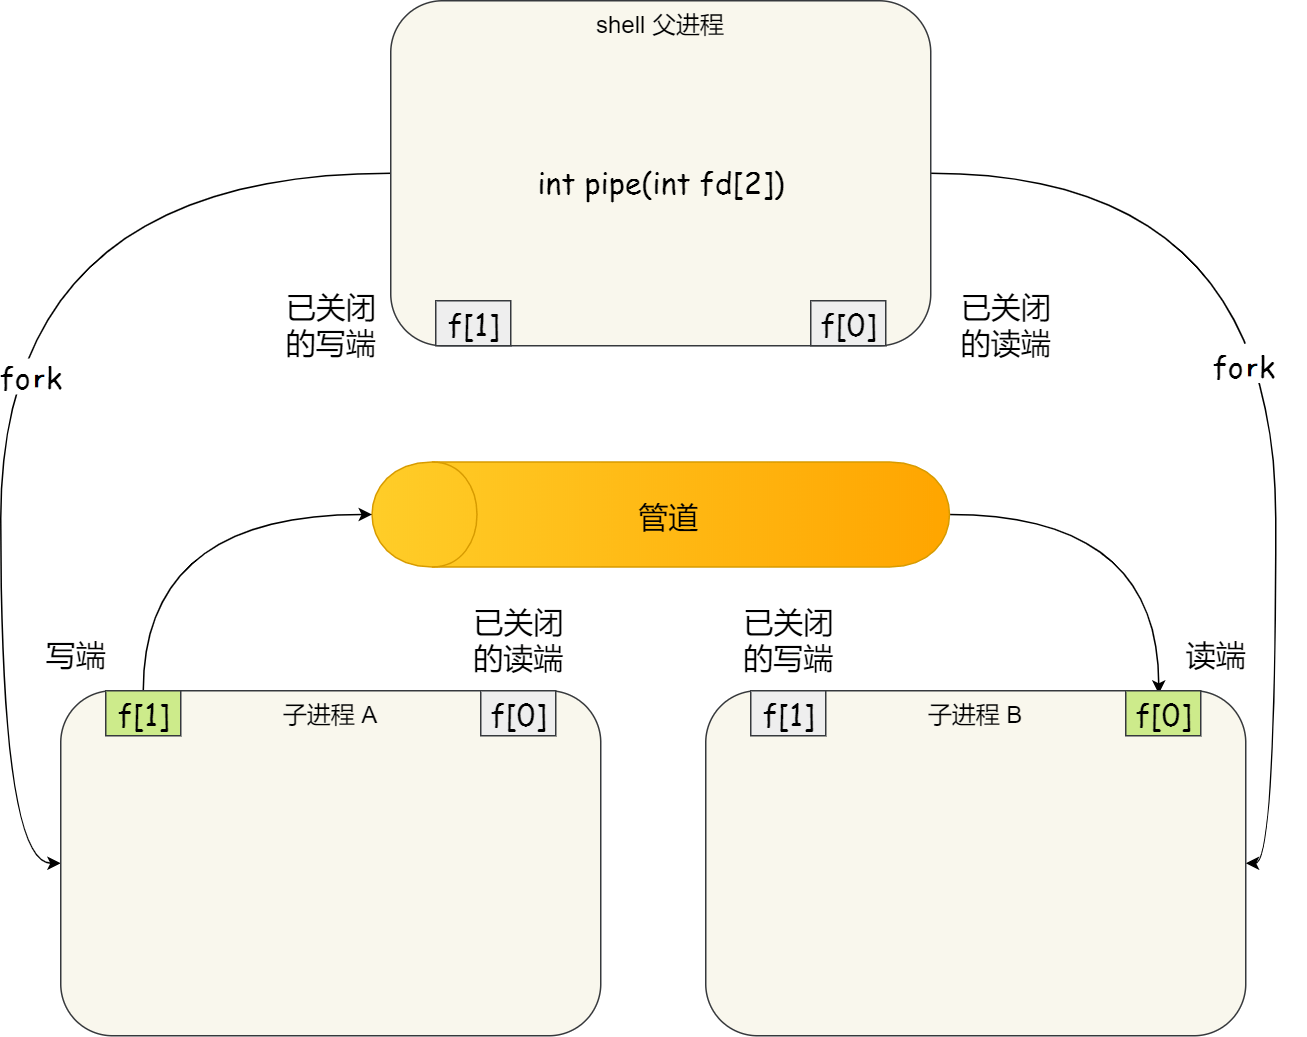 shell 父进程
int pipe(int fd[2])
已关闭
的写端
f[1]
f[0]
已关闭
的读端
fork
fork
管道
写端
已关闭
的读端
已关闭
的写端
读端
f[1]
子进程 A
f[0]
f[1]
子进程 B
f[0]